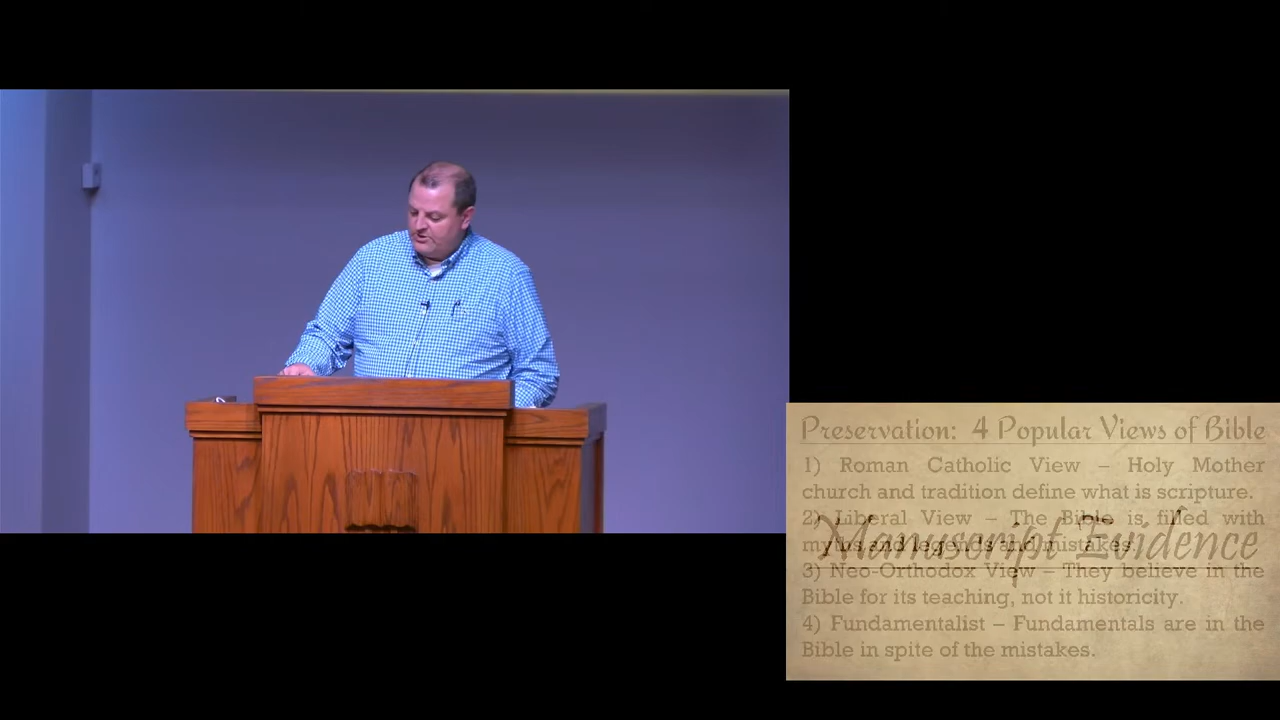 Preservation: 4 Popular Views of Bible
1) Roman Catholic View – Holy Mother
church and tradition define what is scripture.
2) Liberal View – The Bible is filled with
myths and legends and mistakes.
Manuscript Evidence
3) Neo-Orthodox View – They believe in the
Bible for its teaching, not it historicity.
4) Fundamentalist – Fundamentals are in the
Bible in spite of the mistakes.